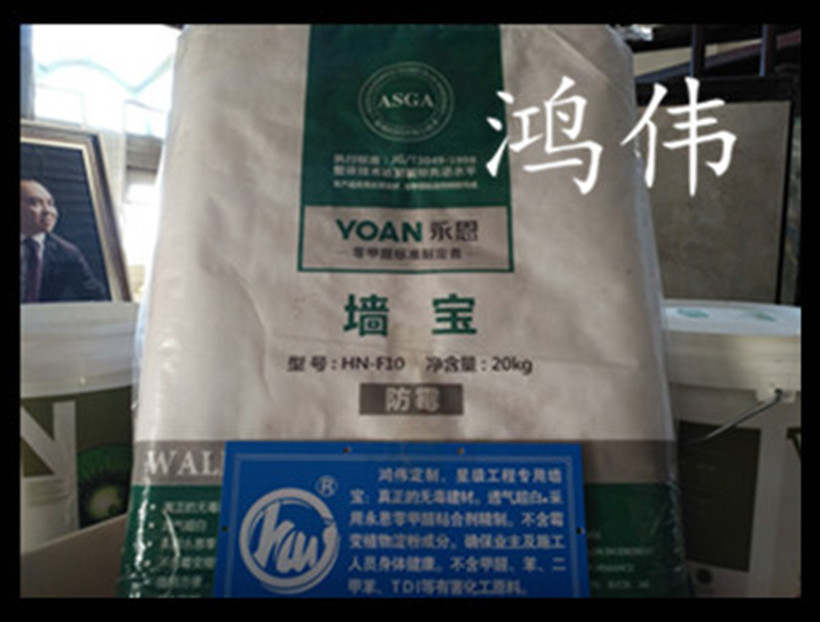 ASGA
鸿伟
执行标准：JG/T3049-1998
YOAN 永恩
零甲醛标准制定者
墙 宝
型号：HN-F10 净含量：20kg
防霉
WALL
鸿伟定制、星级工程专用墙
宝：真正的无毒建材。透气超白。采
用永恩零甲醛粘合剂精制。不含霉
变植物淀粉成分。确保业主及施工
人员身体健康。不含甲醛、苯、二
甲苯、TDI等有害化工原料。
hw
®